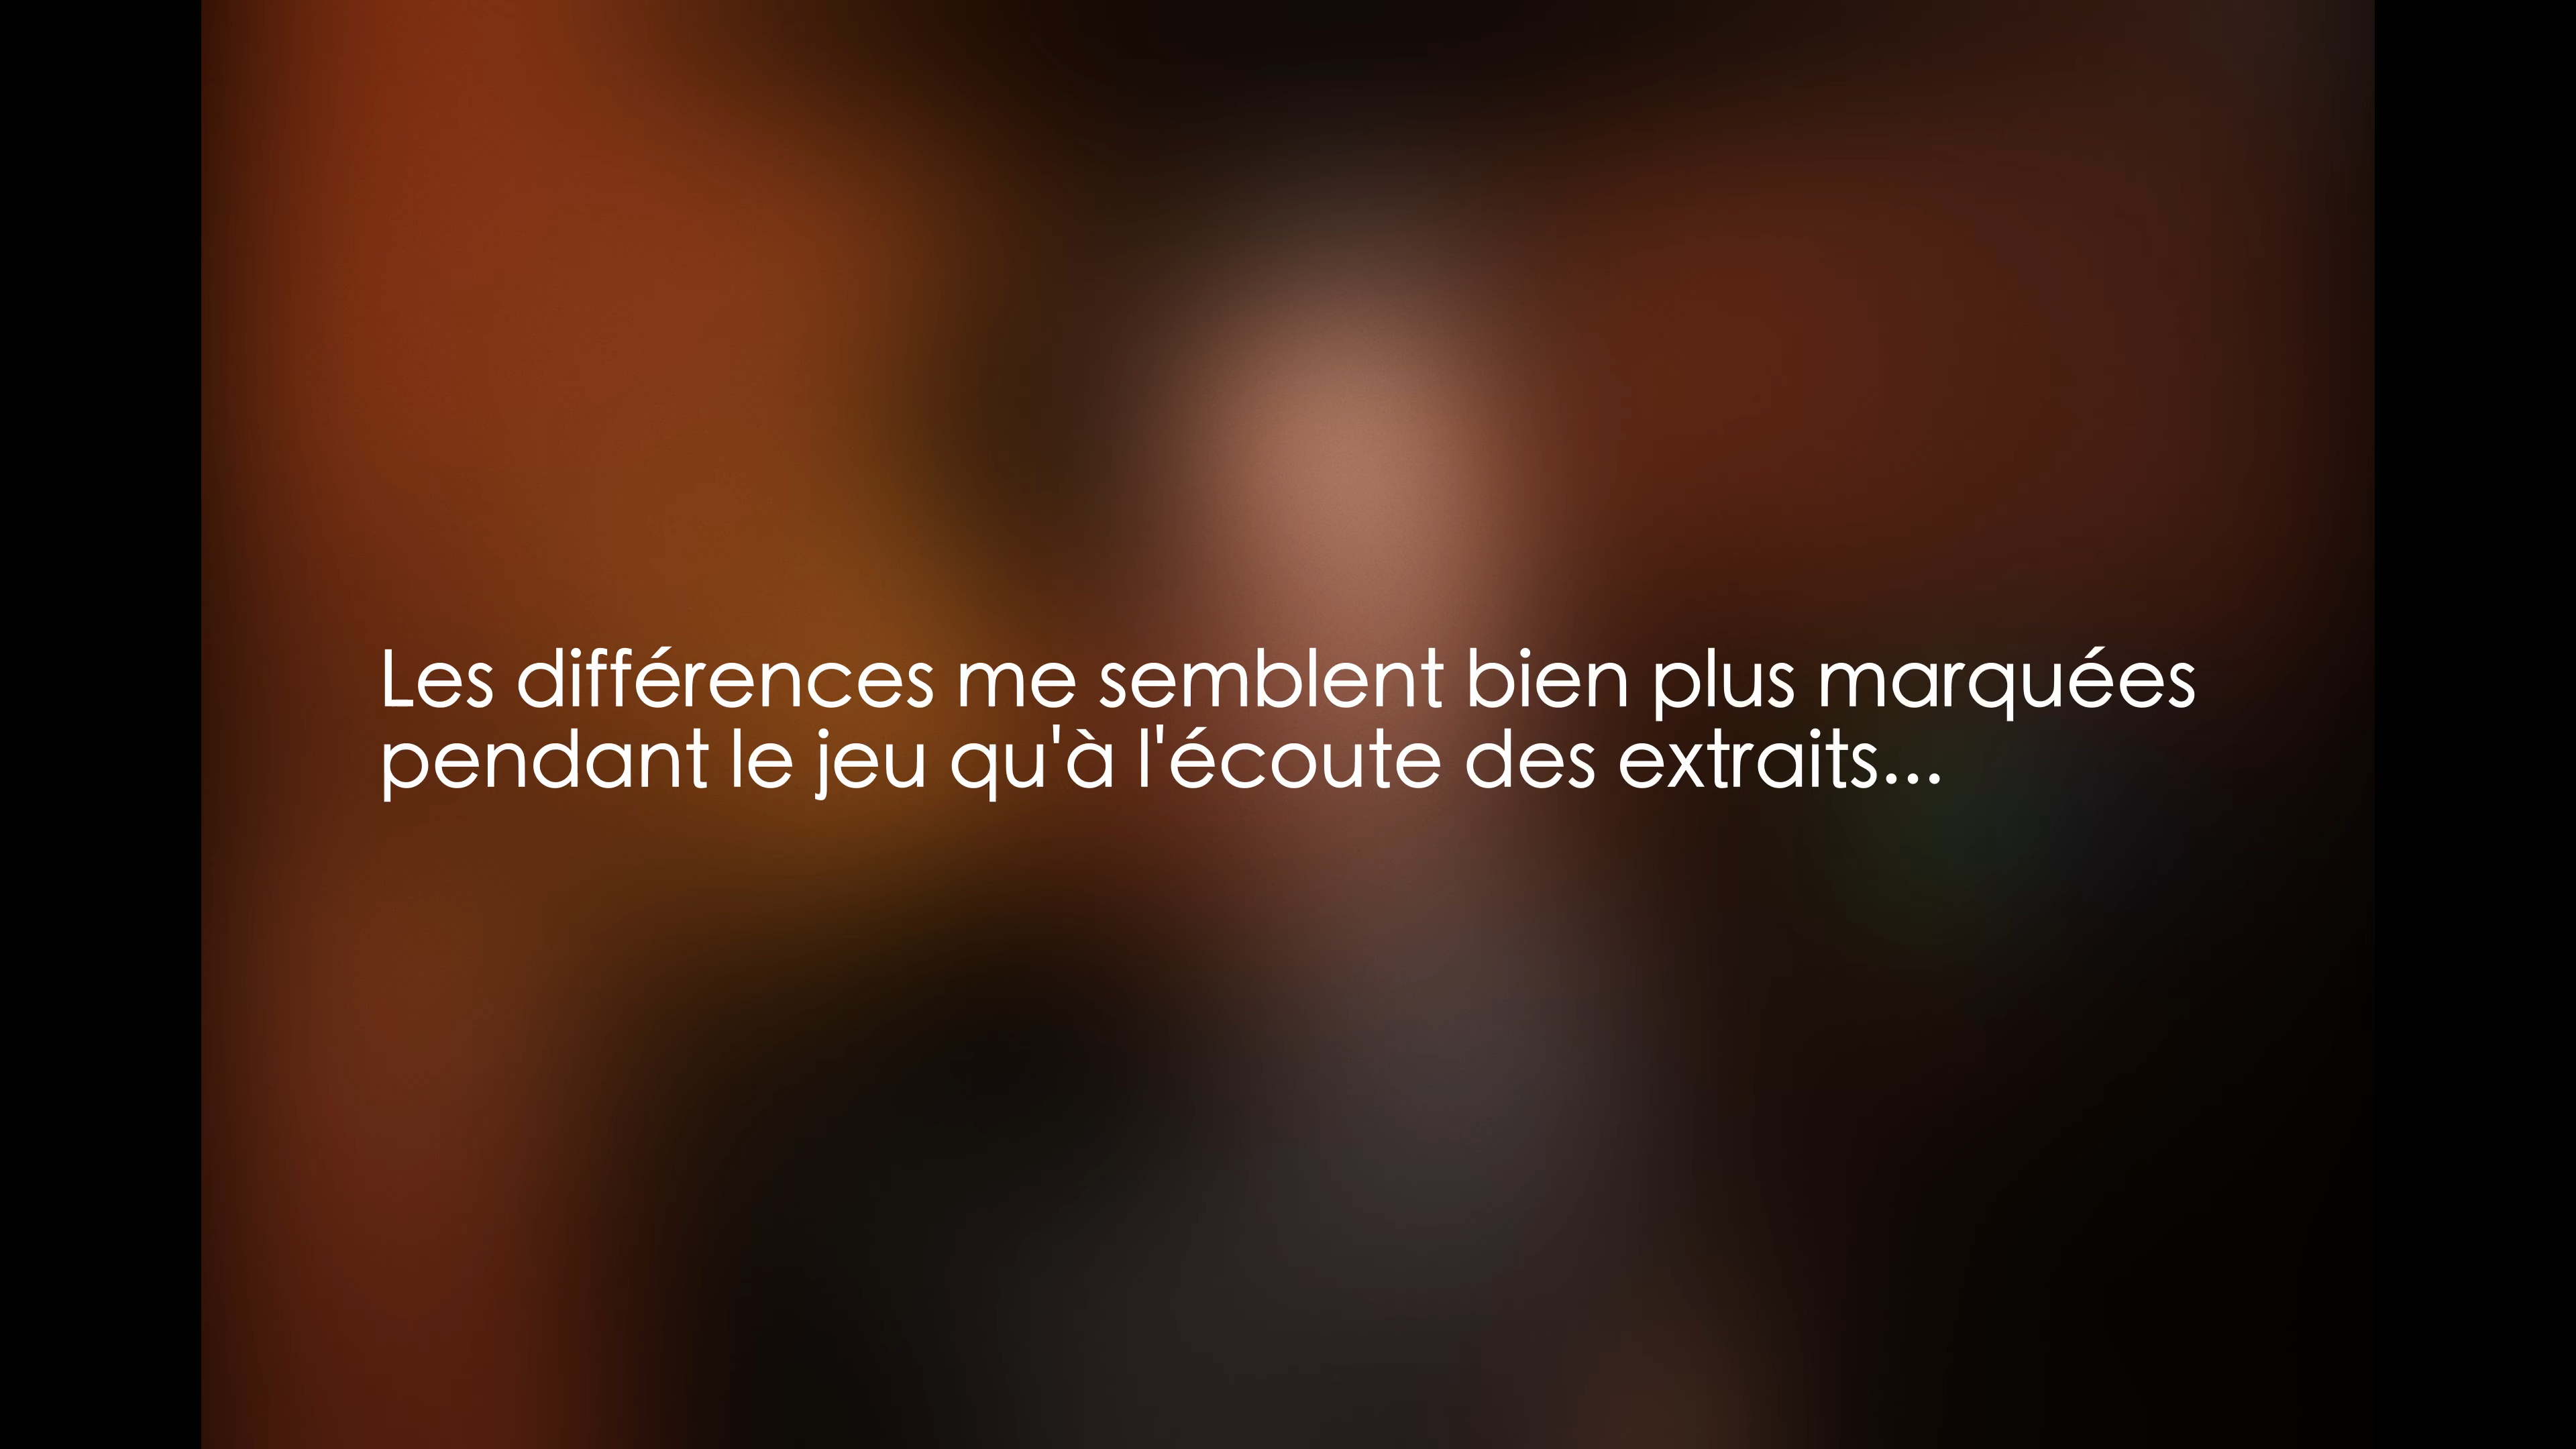 Les différences me semblent bien plus marquées
pendant le jeu qu'à l'écoute des extraits...